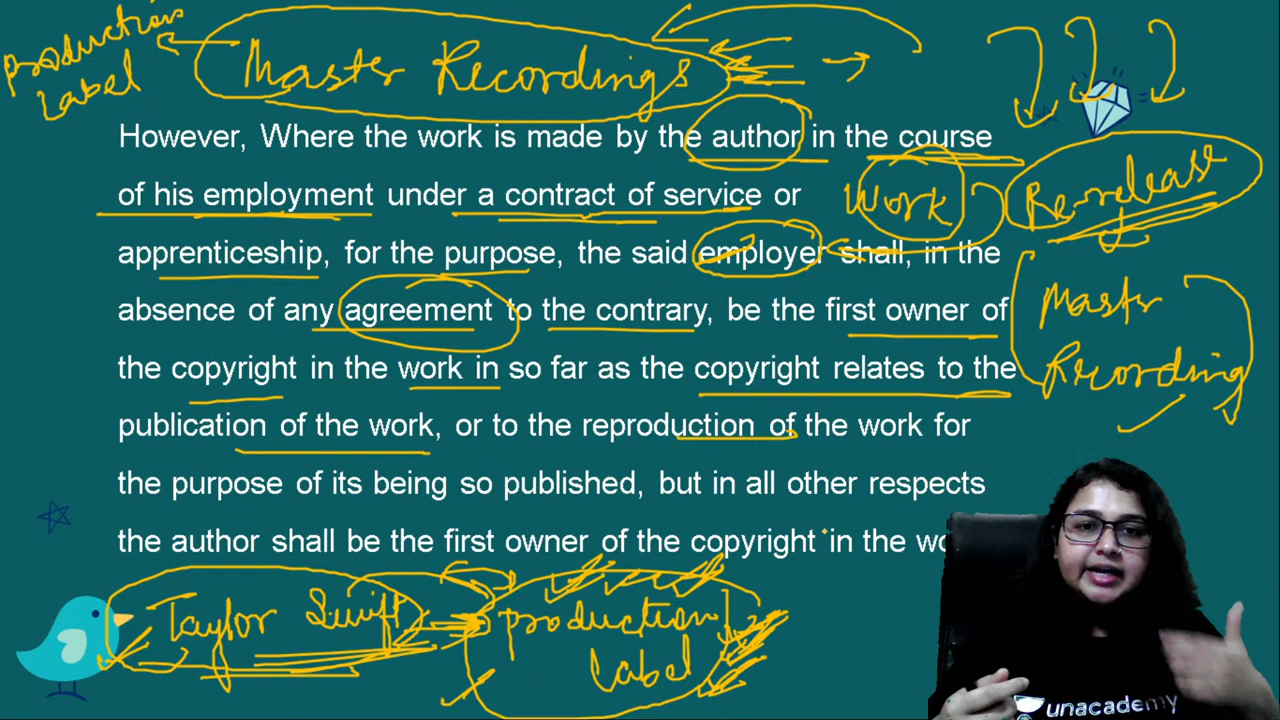 Production
Label
Master Recordings
However, Where the work is made by the author in the course
of his employment under a contract of service or
Work
Re-release
apprenticeship, for the purpose, the said employer shall, in the
absence of any agreement to the contrary, be the first owner of
Master
Recording
the copyright in the work in so far as the copyright relates to the
publication of the work, or to the reproduction of the work for
the purpose of its being so published, but in all other respects
the author shall be the first owner of the copyright in the wo
Taylor Swift
production
label
unacademy